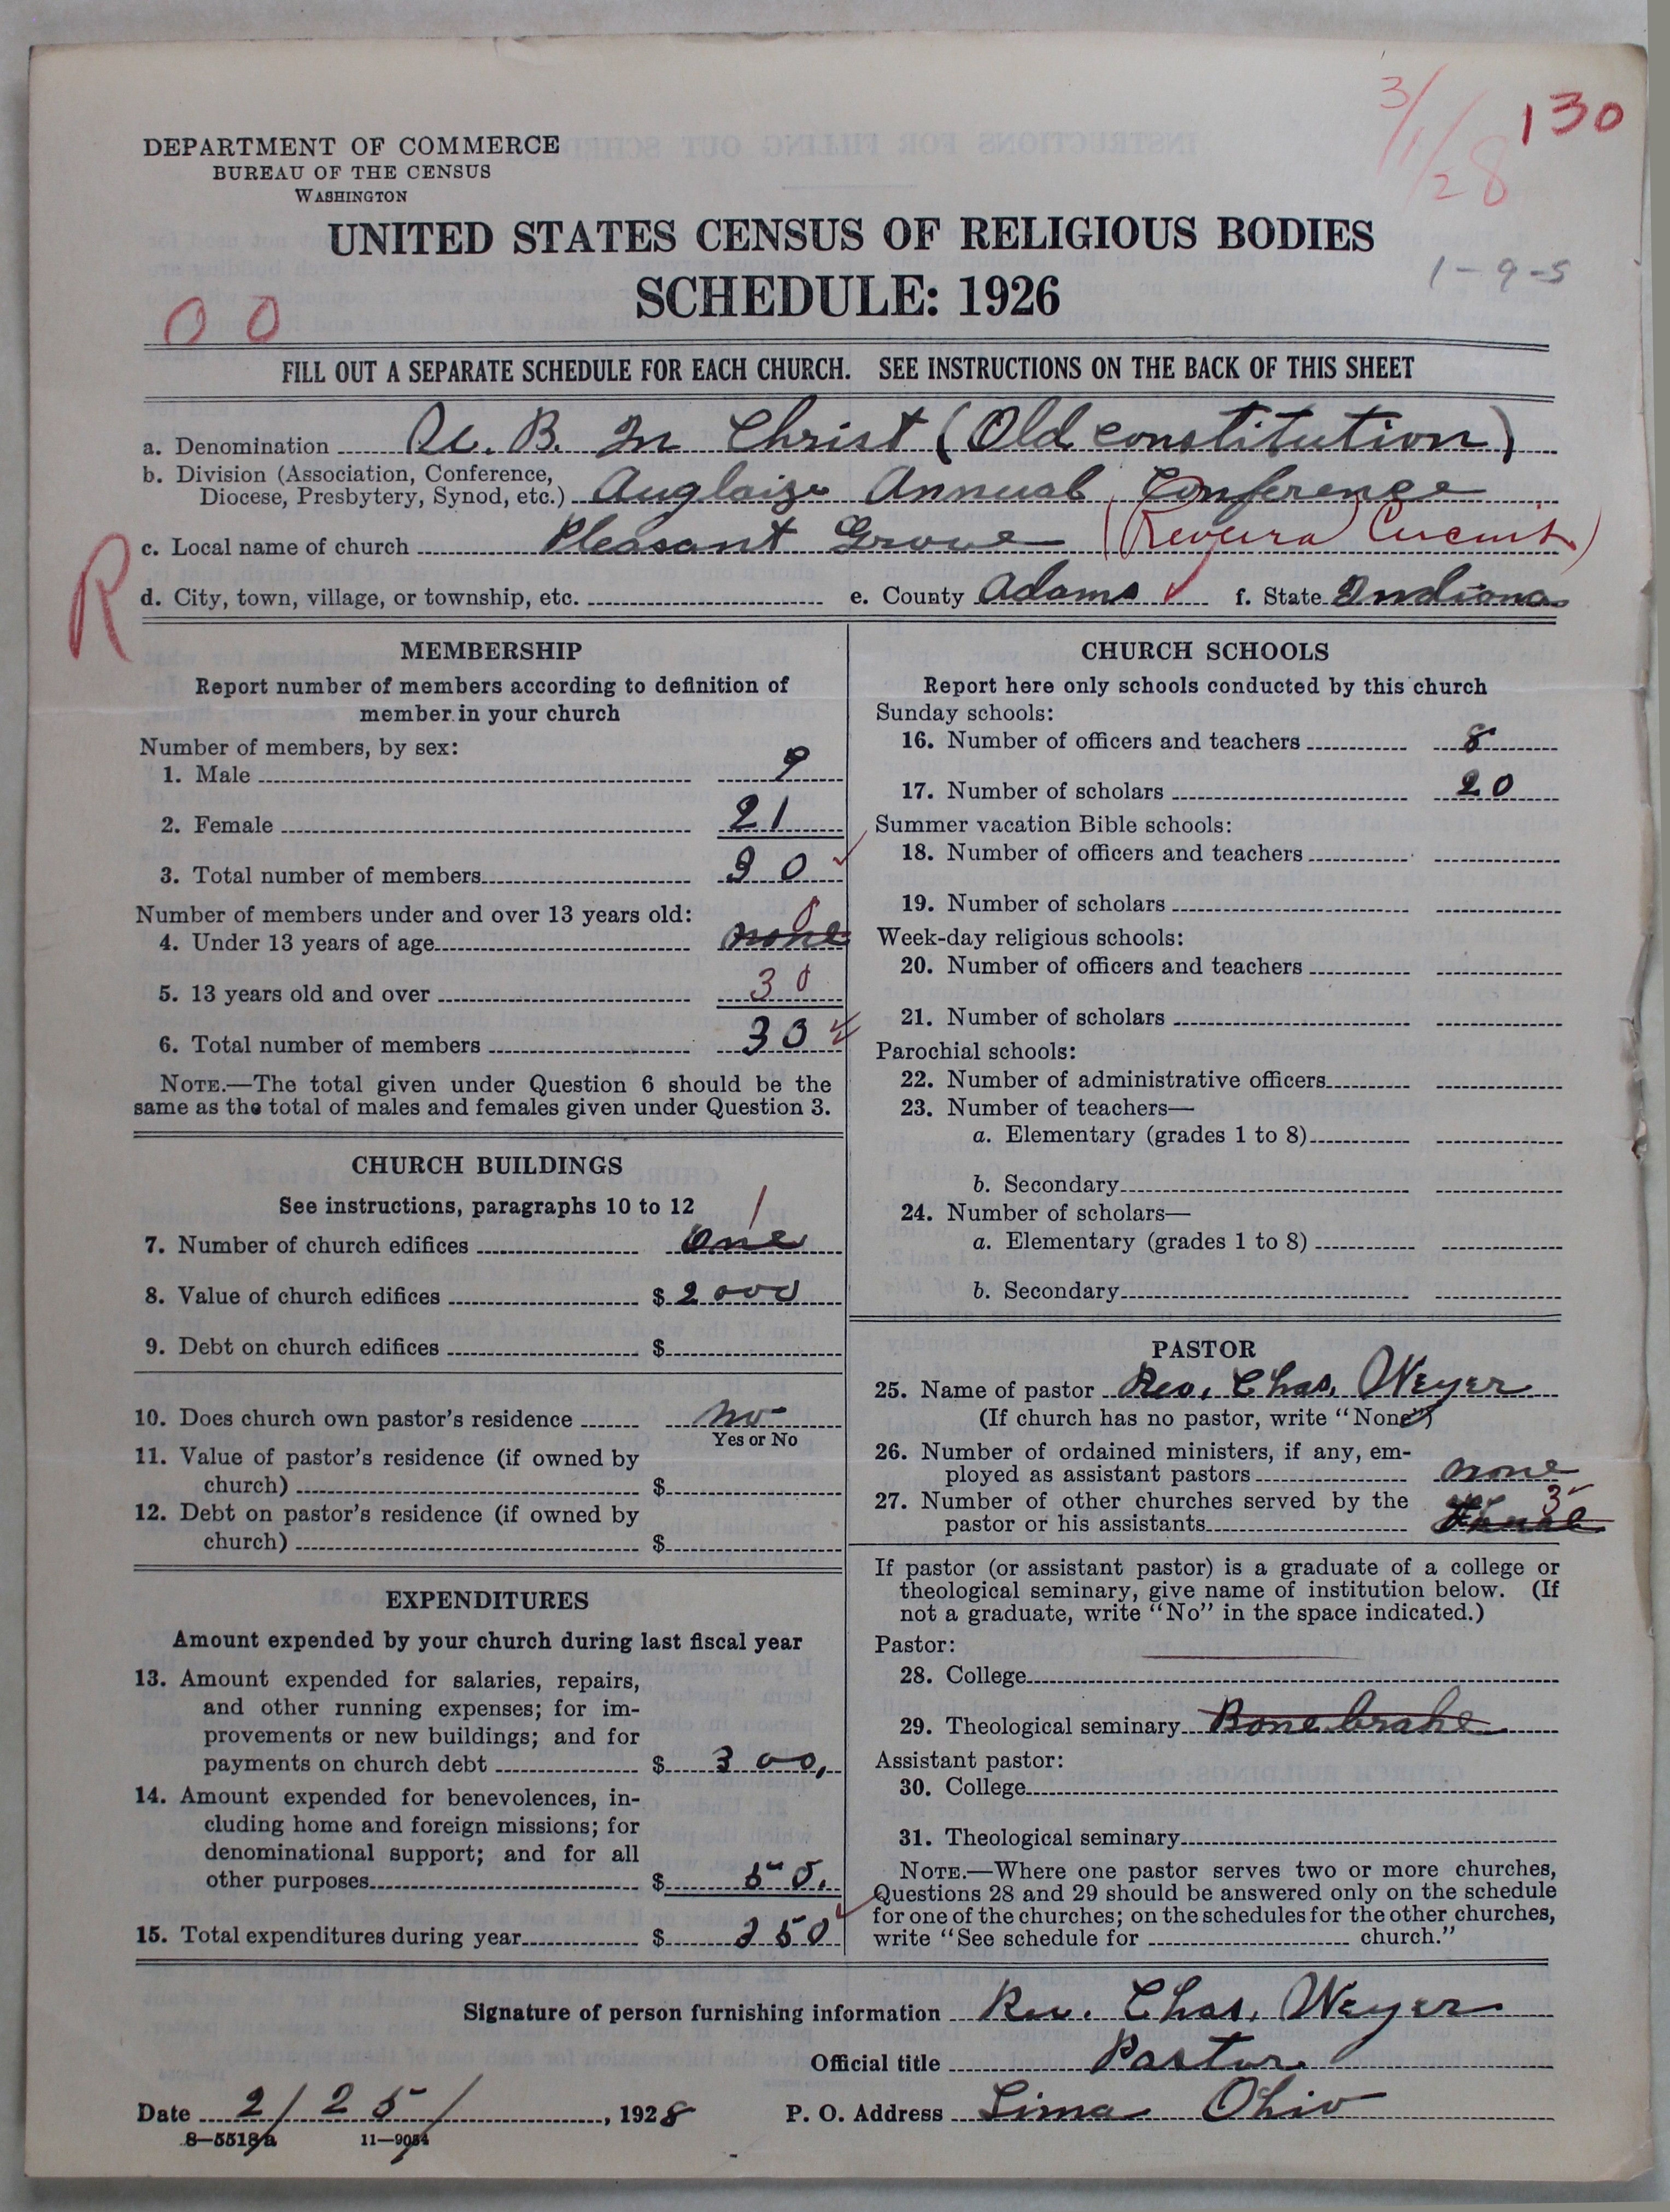 3/1/28 130
DEPARTMENT OF COMMERCE
BUREAU OF THE CENSUS
WASHINGTON
UNITED STATES CENSUS OF RELIGIOUS BODIES
1-9-5
SCHEDULE: 1926
00
FILL OUT A SEPARATE SCHEDULE FOR EACH CHURCH. SEE INSTRUCTIONS ON THE BACK OF THIS SHEET
a. Denomination U. B. In Christ (Old constitution)
b. Division (Association, Conference,
Diocese, Presbytery, Synod, etc.) Auglaize Annual Conference
c. Local name of church Pleasant Grove (Circuit)
R
d. City, town, village, or township, etc. e. County Adams f. State Indiana
MEMBERSHIP
Report number of members according to definition of
member in your church
Number of members, by sex:
1. Male 9
2. Female 21
3. Total number of members 30
Number of members under and over 13 years old:
0
4. Under 13 years of age none
5. 13 years old and over 30
6. Total number of members 30
NOTE.—The total given under Question 6 should be the
same as the total of males and females given under Question 3.
CHURCH BUILDINGS
See instructions, paragraphs 10 to 12
1
7. Number of church edifices One
8. Value of church edifices $ 2000
9. Debt on church edifices $
10. Does church own pastor's residence no
Yes or No
11. Value of pastor's residence (if owned by
church) $
12. Debt on pastor's residence (if owned by
church) $
EXPENDITURES
Amount expended by your church during last fiscal year
13. Amount expended for salaries, repairs,
and other running expenses; for im-
provements or new buildings; and for
payments on church debt $ 300,
14. Amount expended for benevolences, in-
cluding home and foreign missions; for
denominational support; and for all
other purposes $ 50.
15. Total expenditures during year $ 350
CHURCH SCHOOLS
Report here only schools conducted by this church
Sunday schools:
16. Number of officers and teachers 8
17. Number of scholars 20
Summer vacation Bible schools:
18. Number of officers and teachers
19. Number of scholars
Week-day religious schools:
20. Number of officers and teachers
21. Number of scholars
Parochial schools:
22. Number of administrative officers
23. Number of teachers—
a. Elementary (grades 1 to 8)
b. Secondary
24. Number of scholars—
a. Elementary (grades 1 to 8)
b. Secondary
PASTOR
25. Name of pastor Rev. Chas. Weyer
(If church has no pastor, write "None")
26. Number of ordained ministers, if any, em-
ployed as assistant pastors none
27. Number of other churches served by the 3
pastor or his assistants
If pastor (or assistant pastor) is a graduate of a college or
theological seminary, give name of institution below. (If
not a graduate, write "No" in the space indicated.)
Pastor:
28. College
29. Theological seminary Bonebrake
Assistant pastor:
30. College
31. Theological seminary
NOTE.—Where one pastor serves two or more churches,
Questions 28 and 29 should be answered only on the schedule
for one of the churches; on the schedules for the other churches,
write "See schedule for church."
Signature of person furnishing information Rev. Chas. Weyer
Official title Pastor
Date 2/25/, 1928 P. O. Address Lima Ohio
8—5518a 11—9054